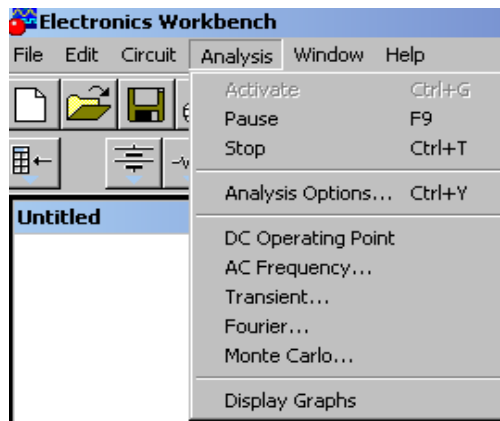 Electronics Workbench
File Edit Circuit Analysis Window Help
Activate Ctrl+G
Pause F9
Stop Ctrl+T
Analysis Options... Ctrl+Y
Untitled
DC Operating Point
AC Frequency...
Transient...
Fourier...
Monte Carlo...
Display Graphs